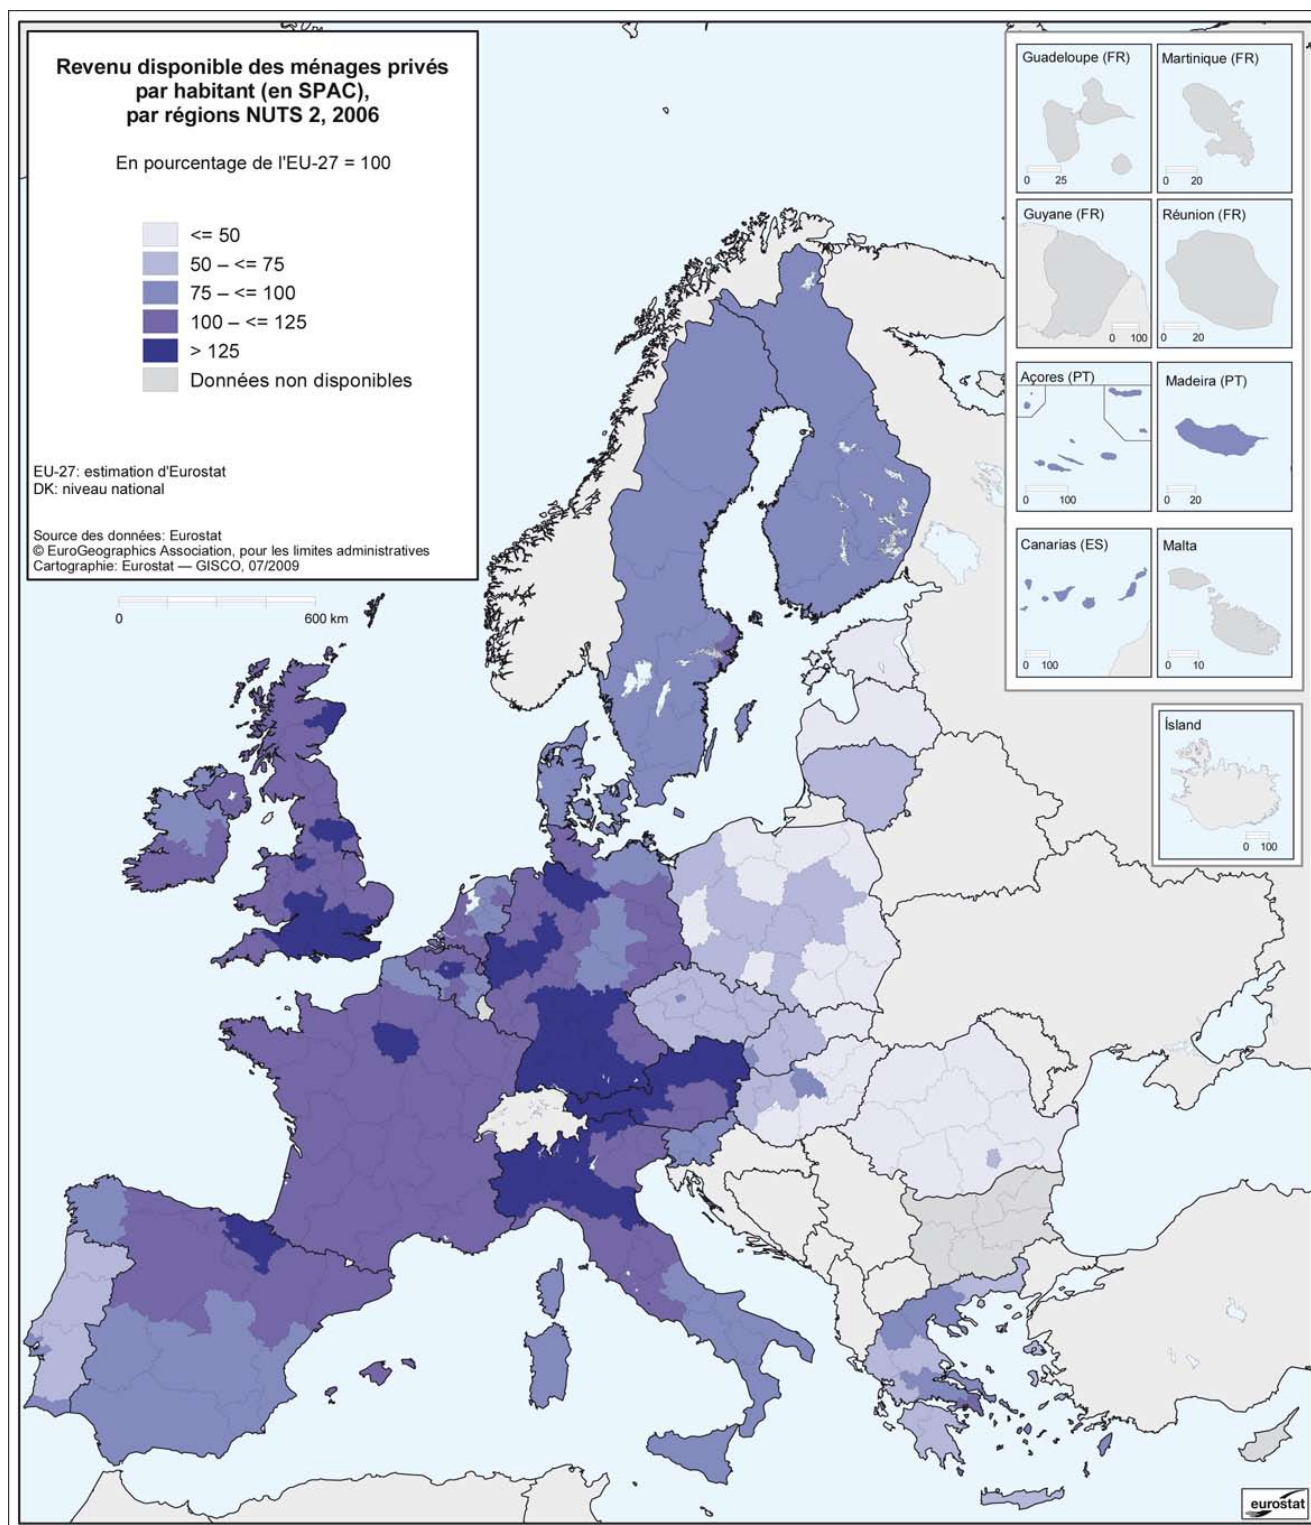 Revenu disponible des ménages privés
par habitant (en SPAC),
par régions NUTS 2, 2006
En pourcentage de l'EU-27 = 100
<= 50
50 – <= 75
75 – <= 100
100 – <= 125
> 125
Données non disponibles
EU-27: estimation d'Eurostat
DK: niveau national
Source des données: Eurostat
© EuroGeographics Association, pour les limites administratives
Cartographie: Eurostat — GISCO, 07/2009
0 600 km
Guadeloupe (FR)
0 25
Martinique (FR)
0 20
Guyane (FR)
0 100
Réunion (FR)
0 20
Açores (PT)
0 100
Madeira (PT)
0 20
Canarias (ES)
0 100
Malta
0 10
Ísland
0 100
eurostat